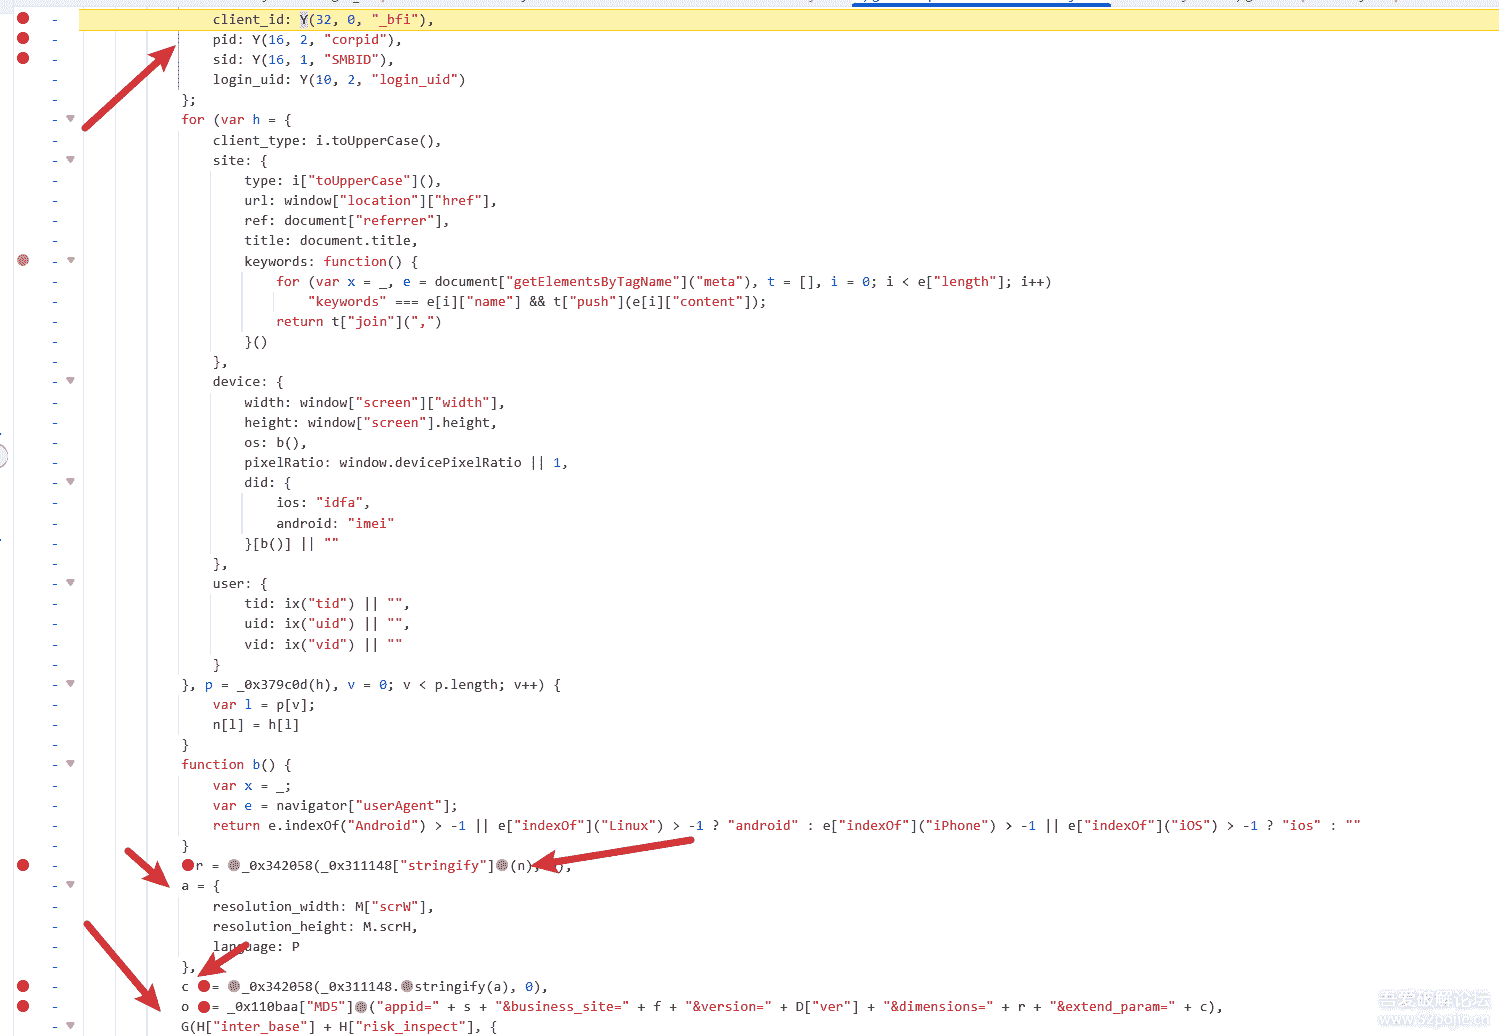 client_id: Y(32, 0, "_bfi"),
pid: Y(16, 2, "corpid"),
sid: Y(16, 1, "SMBID"),
login_uid: Y(10, 2, "login_uid")
};
for (var h = {
client_type: i.toUpperCase(),
site: {
type: i["toUpperCase"](),
url: window["location"]["href"],
ref: document["referrer"],
title: document.title,
keywords: function() {
for (var x = _, e = document["getElementsByTagName"]("meta"), t = [], i = 0; i < e["length"]; i++)
"keywords" === e[i]["name"] && t["push"](e[i]["content"]);
return t["join"](",")
}()
},
device: {
width: window["screen"]["width"],
height: window["screen"].height,
os: b(),
pixelRatio: window.devicePixelRatio || 1,
did: {
ios: "idfa",
android: "imei"
}[b()] || ""
},
user: {
tid: ix("tid") || "",
uid: ix("uid") || "",
vid: ix("vid") || ""
}
}, p = _0x379c0d(h), v = 0; v < p.length; v++) {
var l = p[v];
n[l] = h[l]
}
function b() {
var x = _;
var e = navigator["userAgent"];
return e.indexOf("Android") > -1 || e["indexOf"]("Linux") > -1 ? "android" : e["indexOf"]("iPhone") > -1 || e["indexOf"]("iOS") > -1 ? "ios" : ""
}
r = _0x342058(_0x311148["stringify"](n), ),
a = {
resolution_width: M["scrW"],
resolution_height: M.scrH,
language: P
},
c = _0x342058(_0x311148.stringify(a), 0),
o = _0x110baa["MD5"]("appid=" + s + "&business_site=" + f + "&version=" + D["ver"] + "&dimensions=" + r + "&extend_param=" + c),
G(H["inter_base"] + H["risk_inspect"], {
吾爱破解论坛
www.52pojie.cn